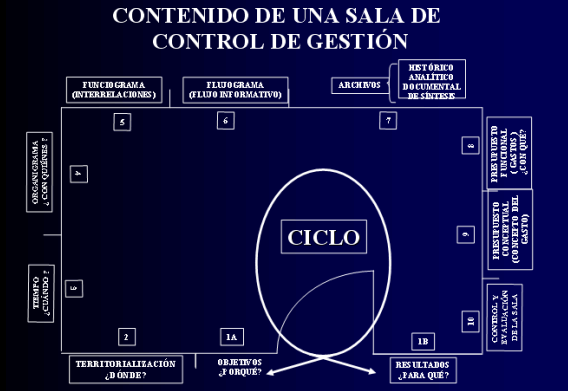 CONTENIDO DE UNA SALA DE
CONTROL DE GESTIÓN
FUNCIOGRAMA
(INTERRELACIONES)
FLUJOGRAMA
(FLUJO INFORMATIVO)
ARCHIVOS
HISTÓRICO
ANALÍTICO
DOCUMENTAL
DE SÍNTESIS
5
6
7
8
PRESUPUESTO
FUNCIONAL
( GASTOS )
¿CON QUÉ?
ORGANIGRAMA
¿ CON QUIÉNES ?
4
CICLO
9
PRESUPUESTO
CONCEPTUAL
(CONCEPTO DEL
GASTO)
TIEMPO
¿CUÁNDO ?
3
10
CONTROL Y
EVALUACIÓN
DE LA SALA
2
1A
1B
TERRITORIALIZACIÓN
¿DÓNDE?
OBJETIVOS
¿PORQUÉ?
RESULTADOS
¿PARA QUÉ?